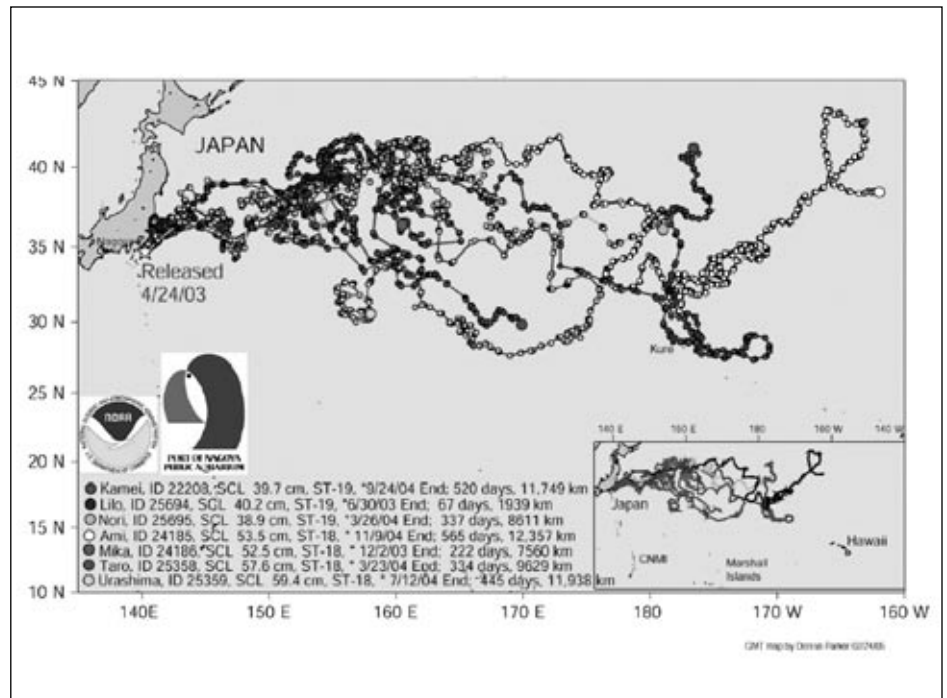 45 N
40 N
35 N
30 N
25 N
20 N
15 N
10 N
JAPAN
Released
4/24/03
Kure
NOAA
PORT OF NAGOYA
PUBLIC AQUARIUM
Kamei, ID 22208, SCL 39.7 cm, ST-19, *9/24/04 End: 520 days, 11,749 km
Lilo, ID 25694, SCL 40.2 cm, ST-19, *6/30/03 End; 67 days, 1939 km
Nori, ID 25695, SCL 38.9 cm, ST-19, *3/26/04 End: 337 days, 8611 km
Ami, ID 24185, SCL 53.5 cm, ST-18, * 11/9/04 End: 565 days, 12,357 km
Mika, ID 24186, SCL 52.5 cm, ST-18, * 12/2/03 End: 222 days, 7560 km
Taro, ID 25358, SCL 57.6 cm, ST-18, * 3/23/04 End: 334 days, 9629 km
Urashima, ID 25359, SCL 59.4 cm, ST-18, * 7/12/04 End; 445 days, 11,938 km
140 E 160 E 180 160 W 140 W
Japan
Hawaii
CNMI
Marshall
Islands
140E 150 E 160 E 170 E 180 170 W 160 W
GMT map by Denise Parker 02/24/05